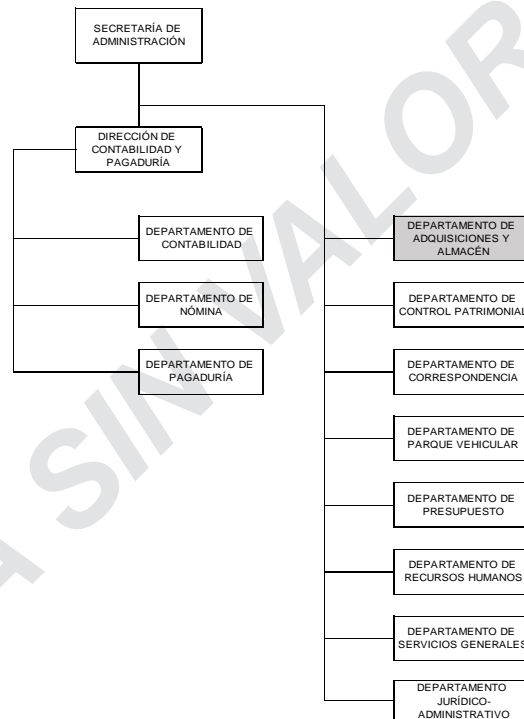 SECRETARÍA DE
ADMINISTRACIÓN
DIRECCIÓN DE
CONTABILIDAD Y
PAGADURÍA
DEPARTAMENTO DE
CONTABILIDAD
DEPARTAMENTO DE
NÓMINA
DEPARTAMENTO DE
PAGADURÍA
DEPARTAMENTO DE
ADQUISICIONES Y
ALMACÉN
DEPARTAMENTO DE
CONTROL PATRIMONIAL
DEPARTAMENTO DE
CORRESPONDENCIA
DEPARTAMENTO DE
PARQUE VEHICULAR
DEPARTAMENTO DE
PRESUPUESTO
DEPARTAMENTO DE
RECURSOS HUMANOS
DEPARTAMENTO DE
SERVICIOS GENERALES
DEPARTAMENTO
JURÍDICO-
ADMINISTRATIVO
A SIN VALOR